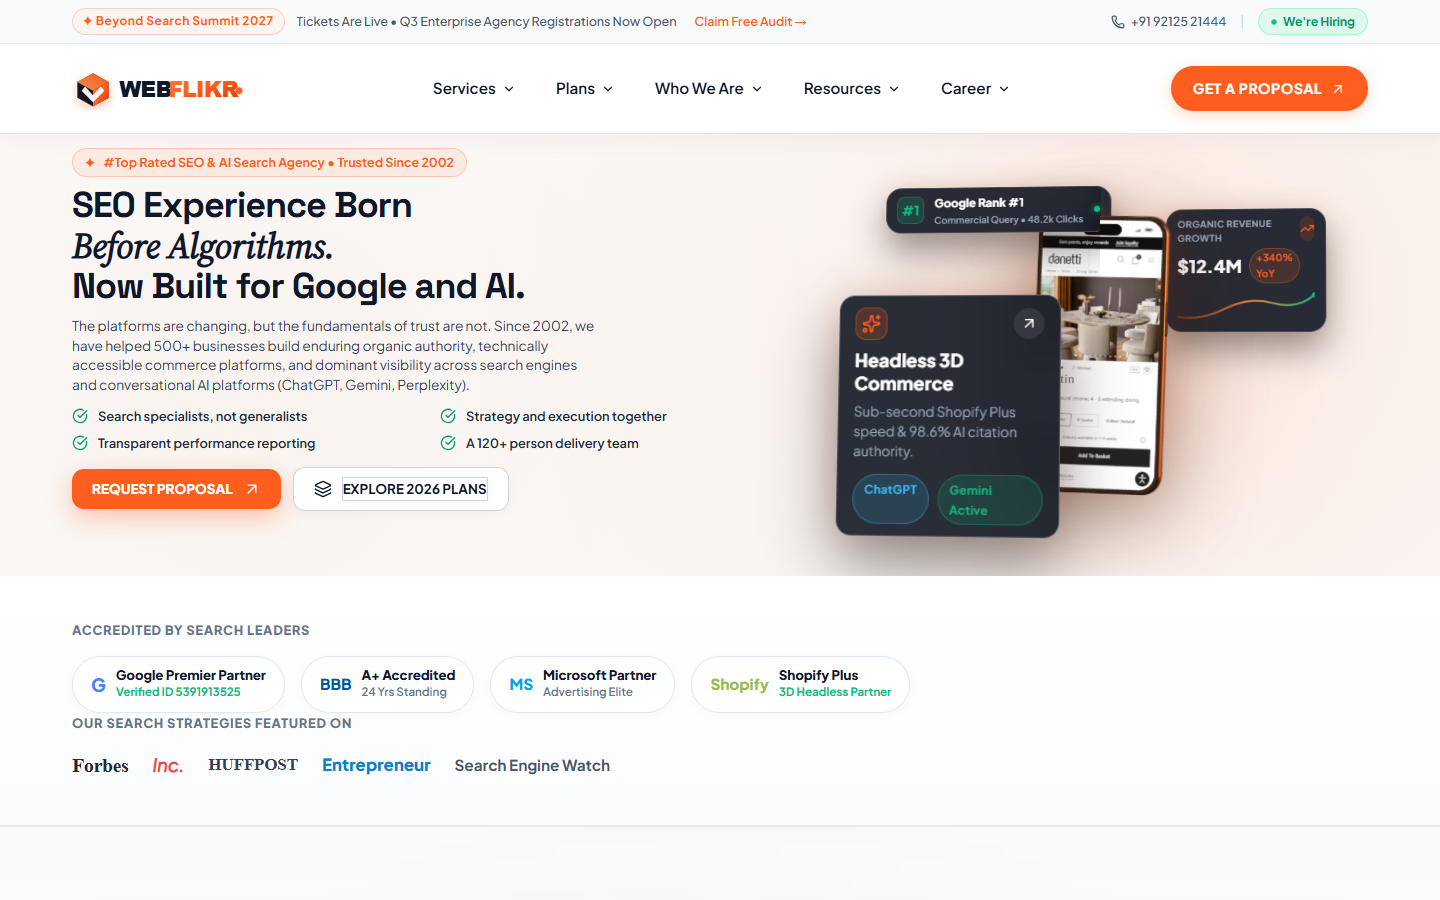 ✦ Beyond Search Summit 2027
Tickets Are Live • Q3 Enterprise Agency Registrations Now Open
Claim Free Audit →
+91 92125 21444
We're Hiring
WEBFLIKR
Services
Plans
Who We Are
Resources
Career
GET A PROPOSAL
✦ #Top Rated SEO & AI Search Agency • Trusted Since 2002
SEO Experience Born
Before Algorithms.
Now Built for Google and AI.
The platforms are changing, but the fundamentals of trust are not. Since 2002, we
have helped 500+ businesses build enduring organic authority, technically
accessible commerce platforms, and dominant visibility across search engines
and conversational AI platforms (ChatGPT, Gemini, Perplexity).
Search specialists, not generalists
Strategy and execution together
Transparent performance reporting
A 120+ person delivery team
REQUEST PROPOSAL
EXPLORE 2026 PLANS
#1
Google Rank #1
Commercial Query • 48.2k Clicks
ORGANIC REVENUE
GROWTH
$12.4M
+340%
YoY
danetti
Add To Basket
Headless 3D
Commerce
Sub-second Shopify Plus
speed & 98.6% AI citation
authority.
ChatGPT
Gemini
Active
ACCREDITED BY SEARCH LEADERS
G
Google Premier Partner
Verified ID 5391913525
BBB
A+ Accredited
24 Yrs Standing
MS
Microsoft Partner
Advertising Elite
Shopify
Shopify Plus
3D Headless Partner
OUR SEARCH STRATEGIES FEATURED ON
Forbes
Inc.
HUFFPOST
Entrepreneur
Search Engine Watch